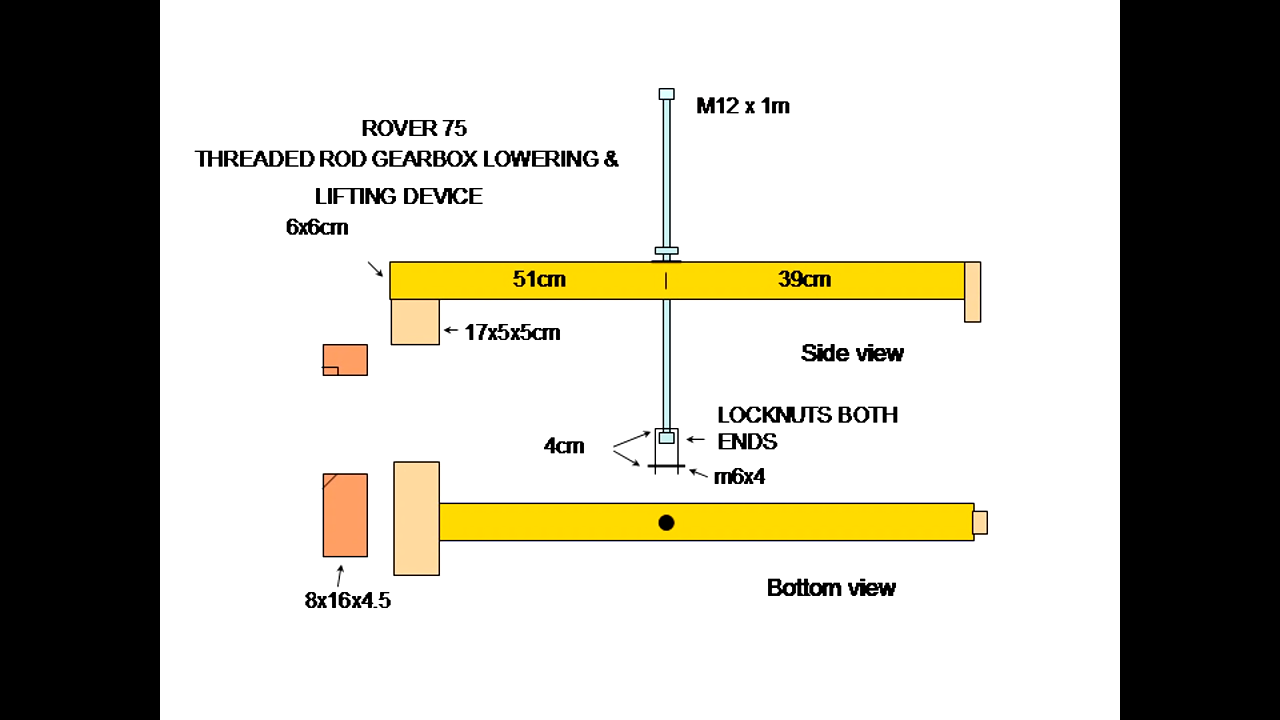 M12 x 1m
ROVER 75
THREADED ROD GEARBOX LOWERING &
LIFTING DEVICE
6x6cm
51cm
39cm
17x5x5cm
Side view
LOCKNUTS BOTH
ENDS
4cm
m6x4
Bottom view
8x16x4.5